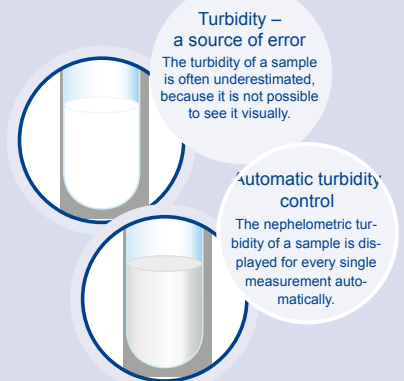 Turbidity –
a source of error
The turbidity of a sample
is often underestimated,
because it is not possible
to see it visually.
Automatic turbidity
control
The nephelometric tur-
bidity of a sample is dis-
played for every single
measurement auto-
matically.